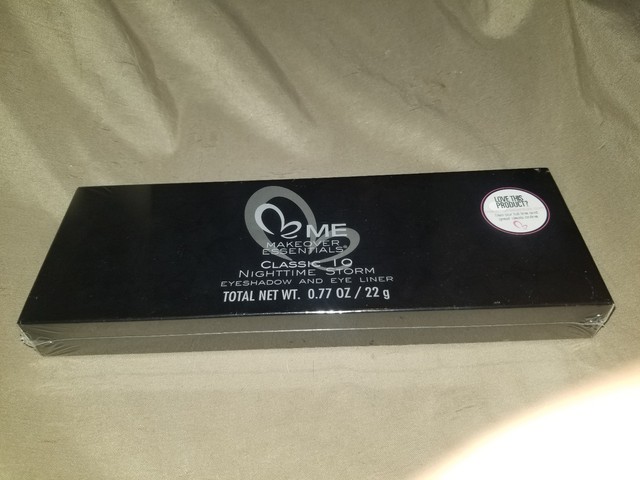 ME
MAKEOVER
ESSENTIALS®
CLASSIC 10
NIGHTTIME STORM
EYESHADOW AND EYE LINER
TOTAL NET WT. 0.77 OZ / 22 g
LOVE THIS
PRODUCT?